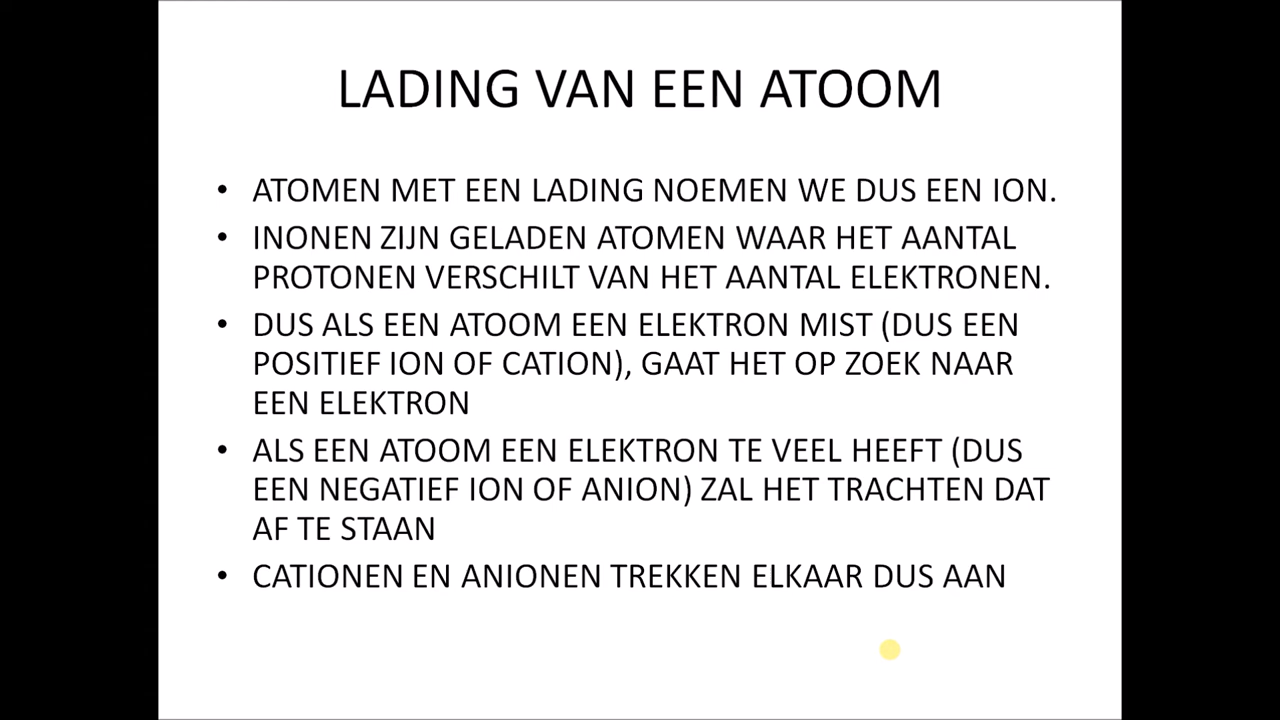 LADING VAN EEN ATOOM
• ATOMEN MET EEN LADING NOEMEN WE DUS EEN ION.
• INONEN ZIJN GELADEN ATOMEN WAAR HET AANTAL
PROTONEN VERSCHILT VAN HET AANTAL ELEKTRONEN.
• DUS ALS EEN ATOOM EEN ELEKTRON MIST (DUS EEN
POSITIEF ION OF CATION), GAAT HET OP ZOEK NAAR
EEN ELEKTRON
• ALS EEN ATOOM EEN ELEKTRON TE VEEL HEEFT (DUS
EEN NEGATIEF ION OF ANION) ZAL HET TRACHTEN DAT
AF TE STAAN
• CATIONEN EN ANIONEN TREKKEN ELKAAR DUS AAN